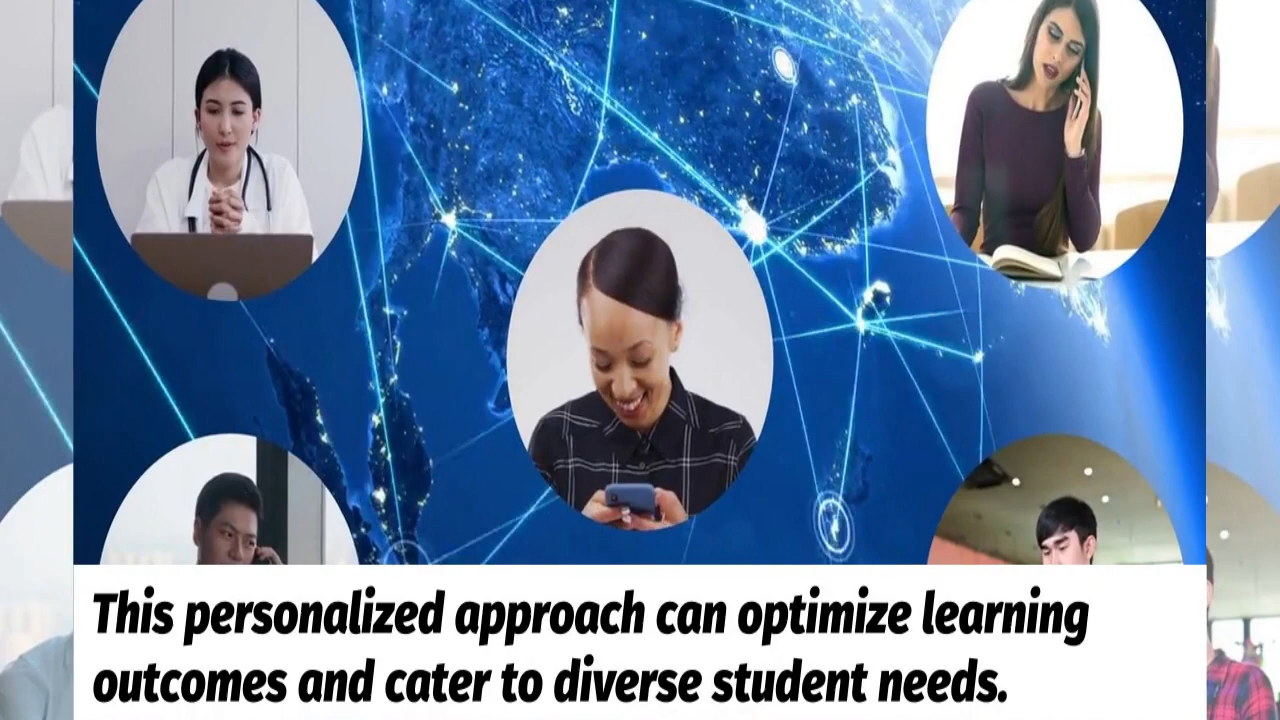 This personalized approach can optimize learning
outcomes and cater to diverse student needs.